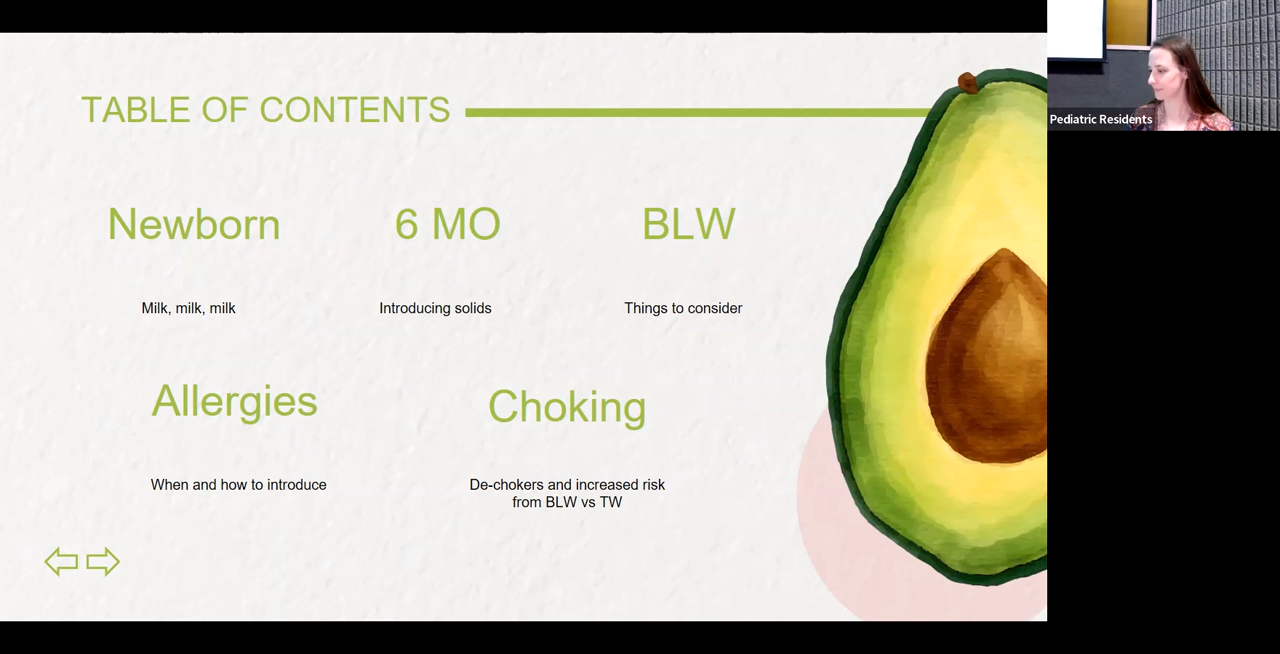 TABLE OF CONTENTS
Pediatric Residents
Newborn
6 MO
BLW
Milk, milk, milk
Introducing solids
Things to consider
Allergies
Choking
When and how to introduce
De-chokers and increased risk
from BLW vs TW